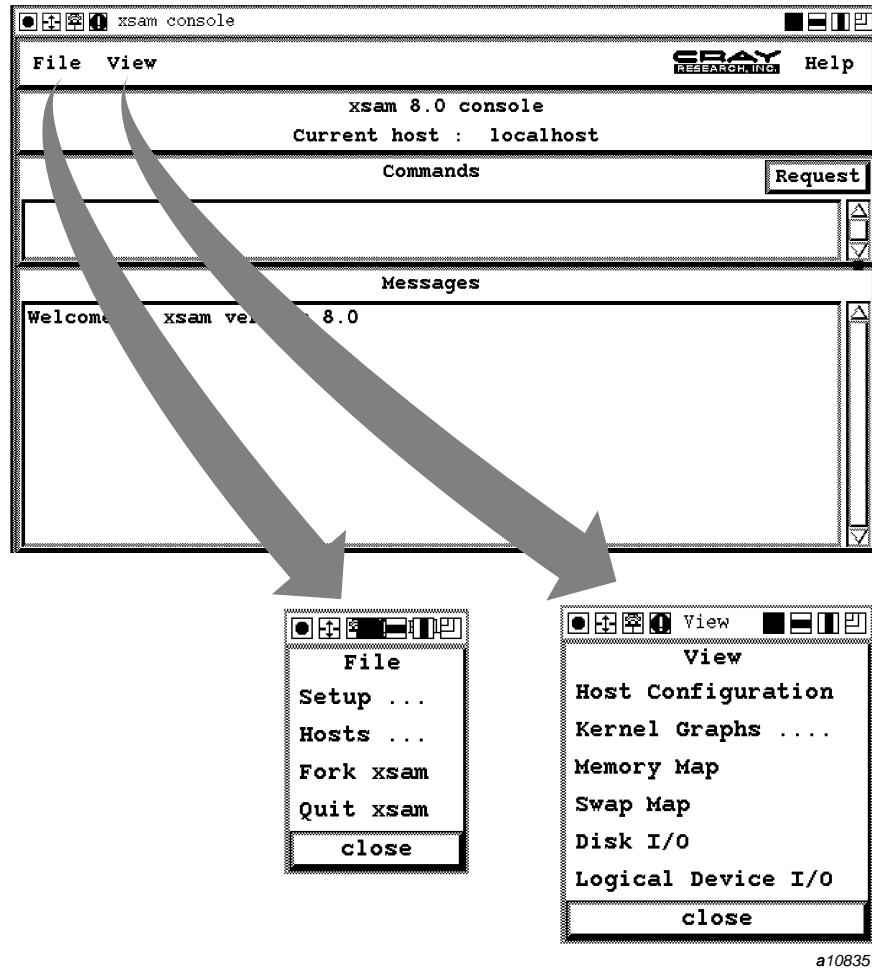 xsam console
File View CRAY RESEARCH, INC. Help
xsam 8.0 console
Current host : localhost
Commands
Request
Messages
Welcome xsam 8.0
File
Setup ...
Hosts ...
Fork xsam
Quit xsam
close
View
View
Host Configuration
Kernel Graphs ....
Memory Map
Swap Map
Disk I/O
Logical Device I/O
close
a10835